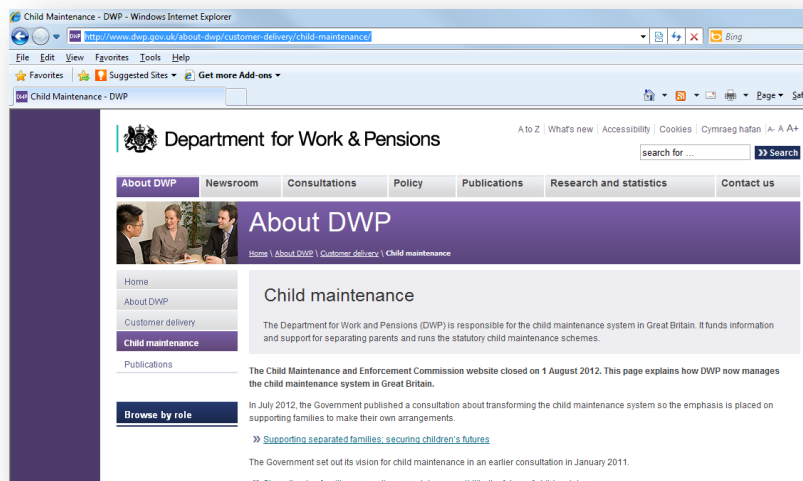 Child Maintenance - DWP - Windows Internet Explorer
DWP http://www.dwp.gov.uk/about-dwp/customer-delivery/child-maintenance/ Bing
File Edit View Favorites Tools Help
Favorites Suggested Sites Get more Add-ons
DWP Child Maintenance - DWP Page Saf
A to Z What's new Accessibility Cookies Cymraeg hafan A- A A+
Department for Work & Pensions
search for ... Search
About DWP Newsroom Consultations Policy Publications Research and statistics Contact us
About DWP
Home \ About DWP \ Customer delivery \ Child maintenance
Home
About DWP
Customer delivery
Child maintenance
Publications
Browse by role
Child maintenance
The Department for Work and Pensions (DWP) is responsible for the child maintenance system in Great Britain. It funds information
and support for separating parents and runs the statutory child maintenance schemes.
The Child Maintenance and Enforcement Commission website closed on 1 August 2012. This page explains how DWP now manages
the child maintenance system in Great Britain.
In July 2012, the Government published a consultation about transforming the child maintenance system so the emphasis is placed on
supporting families to make their own arrangements.
Supporting separated families; securing children's futures
The Government set out its vision for child maintenance in an earlier consultation in January 2011.